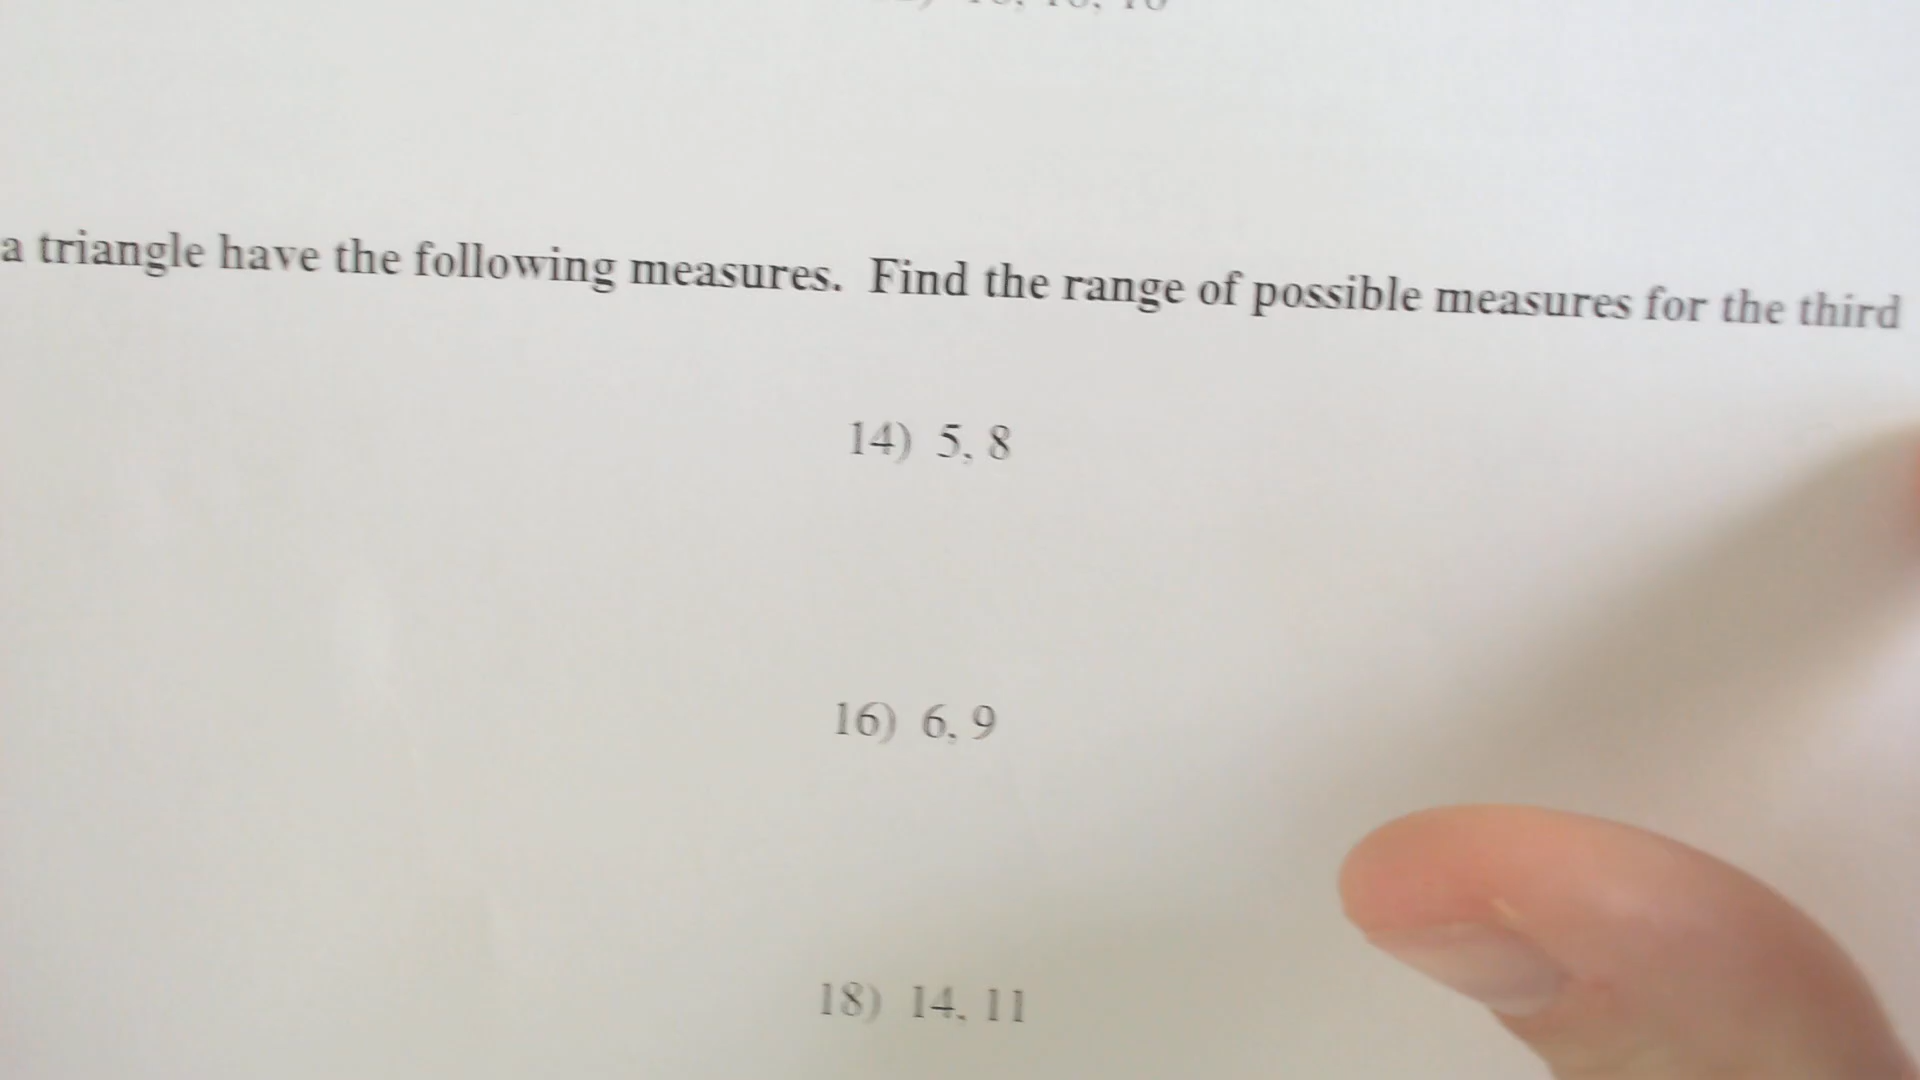 a triangle have the following measures. Find the range of possible measures for the third
14) 5, 8
16) 6, 9
18) 14, 11